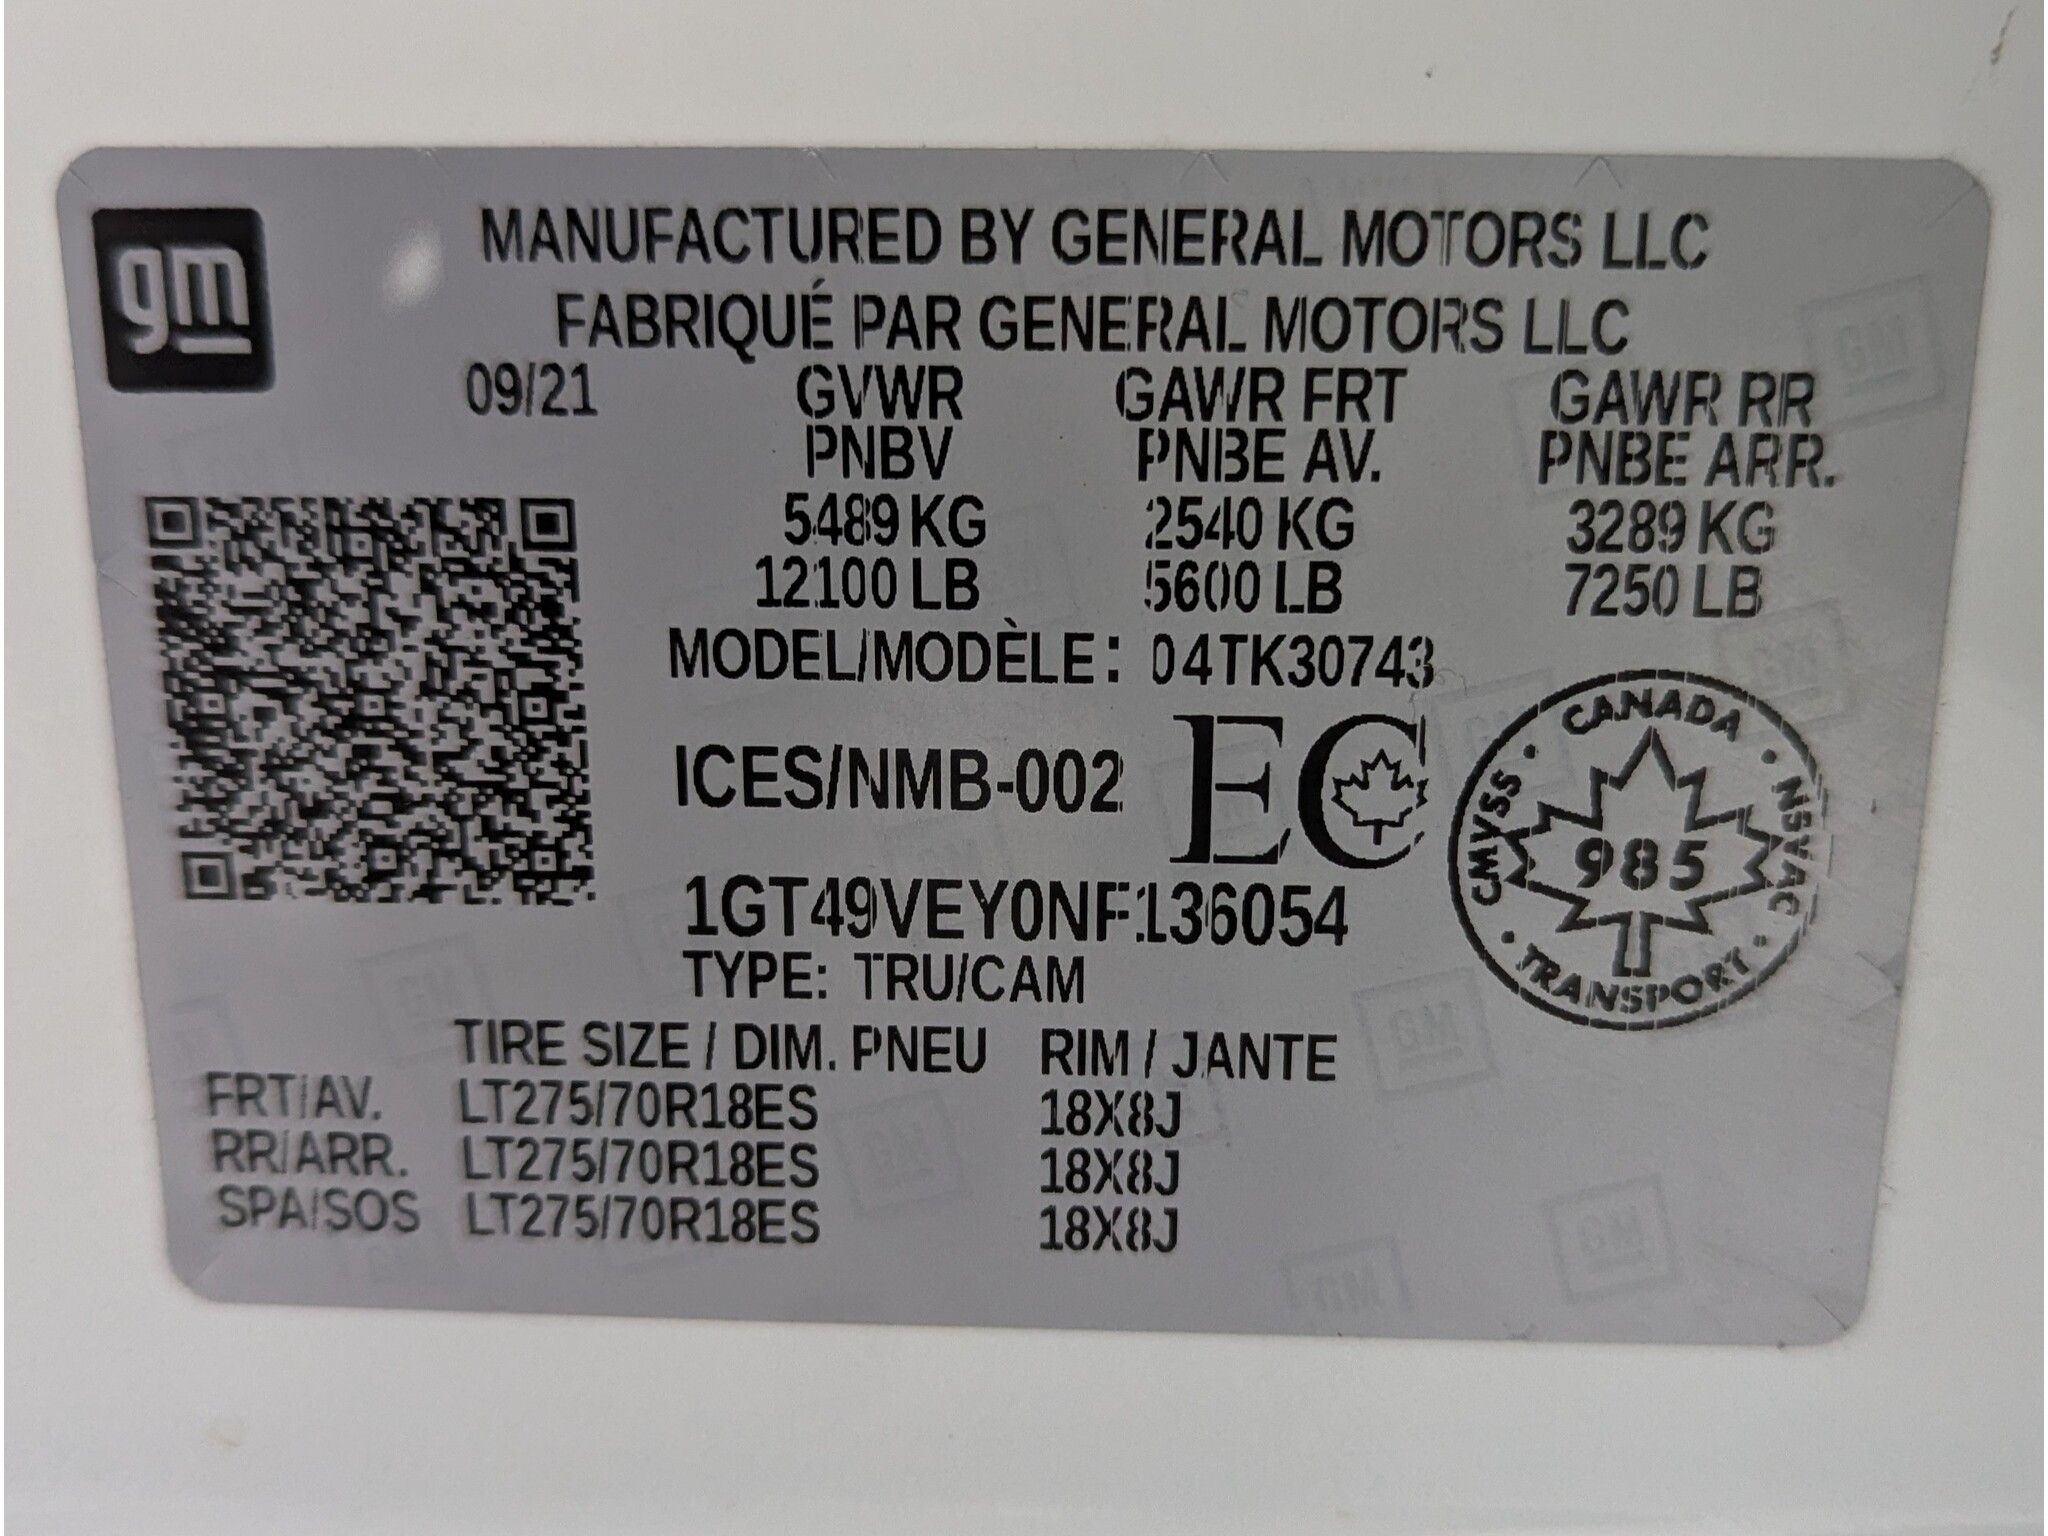 gm
MANUFACTURED BY GENERAL MOTORS LLC
FABRIQUÉ PAR GENERAL MOTORS LLC
09/21 GVWR GAWR FRT GAWR RR
PNBV PNBE AV. PNBE ARR.
5489 KG 2540 KG 3289 KG
12100 LB 5600 LB 7250 LB
MODEL/MODÈLE: 04TK30743
ICES/NMB-002 EC
CANADA · NSVAC · TRANSPORT · CMVSS ·
985
1GT49VEY0NF136054
TYPE: TRU/CAM
TIRE SIZE / DIM. PNEU RIM / JANTE
FRT/AV. LT275/70R18ES 18X8J
RR/ARR. LT275/70R18ES 18X8J
SPA/SOS LT275/70R18ES 18X8J